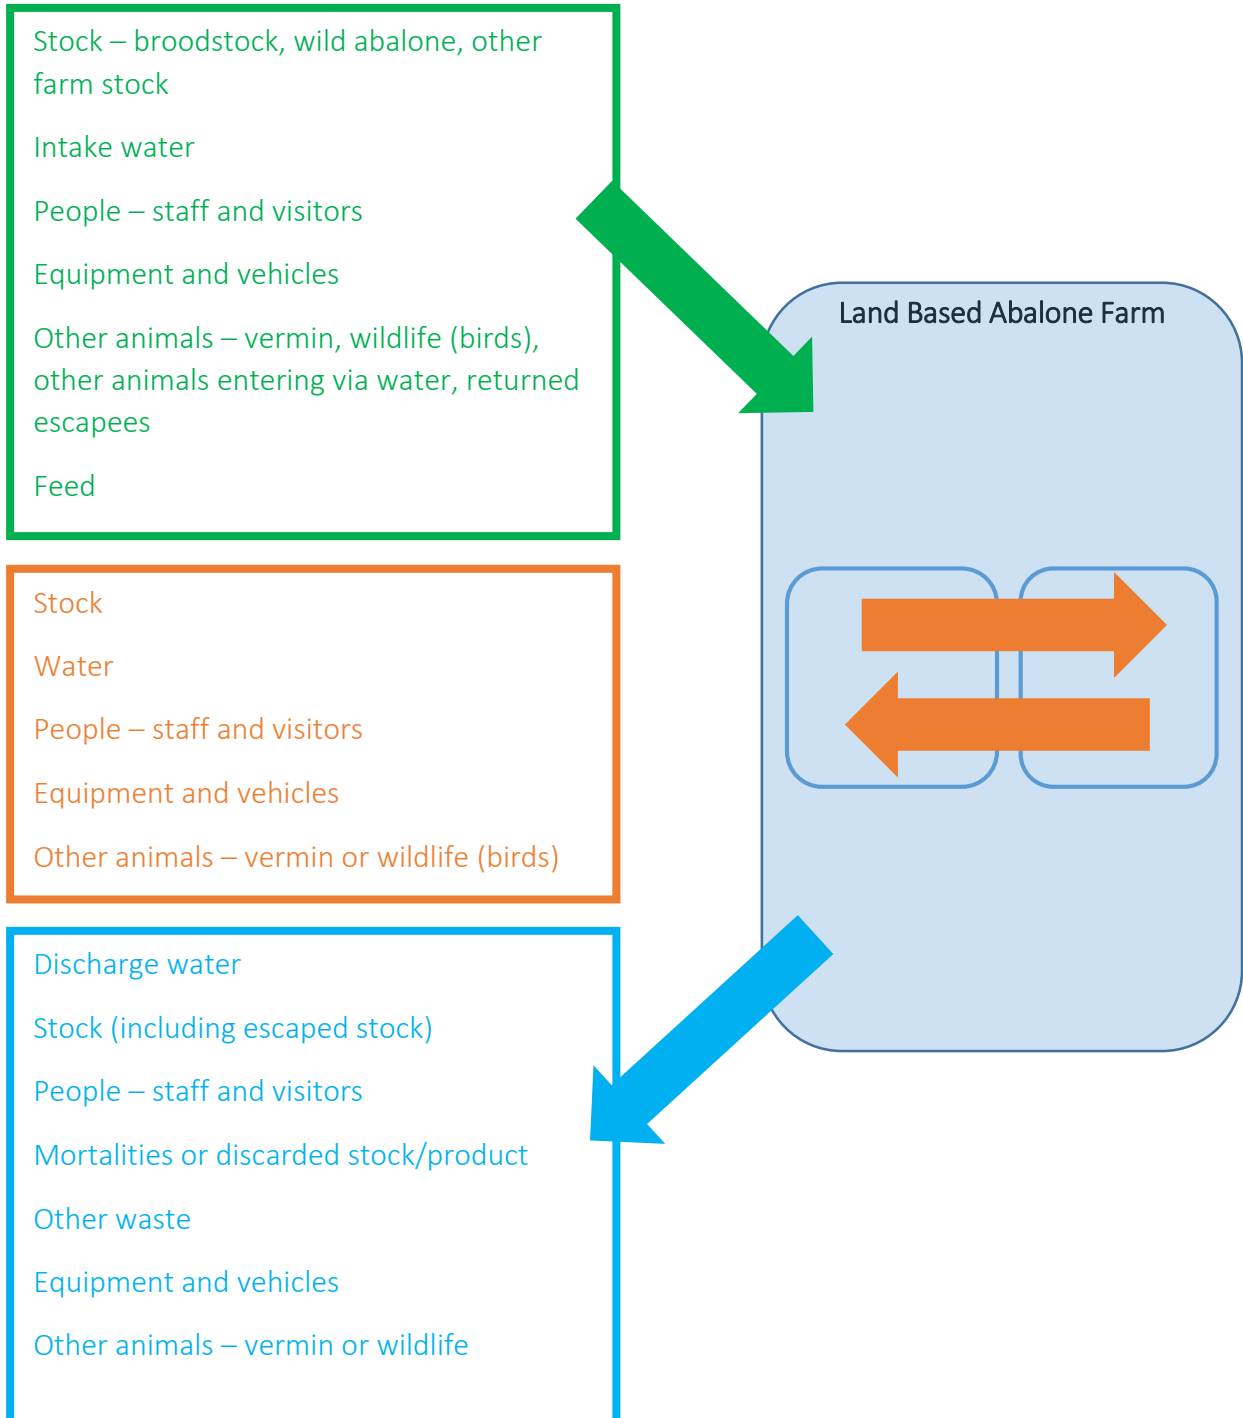 Stock – broodstock, wild abalone, other
farm stock
Intake water
People – staff and visitors
Equipment and vehicles
Other animals – vermin, wildlife (birds),
other animals entering via water, returned
escapees
Feed
Land Based Abalone Farm
Stock
Water
People – staff and visitors
Equipment and vehicles
Other animals – vermin or wildlife (birds)
Discharge water
Stock (including escaped stock)
People – staff and visitors
Mortalities or discarded stock/product
Other waste
Equipment and vehicles
Other animals – vermin or wildlife